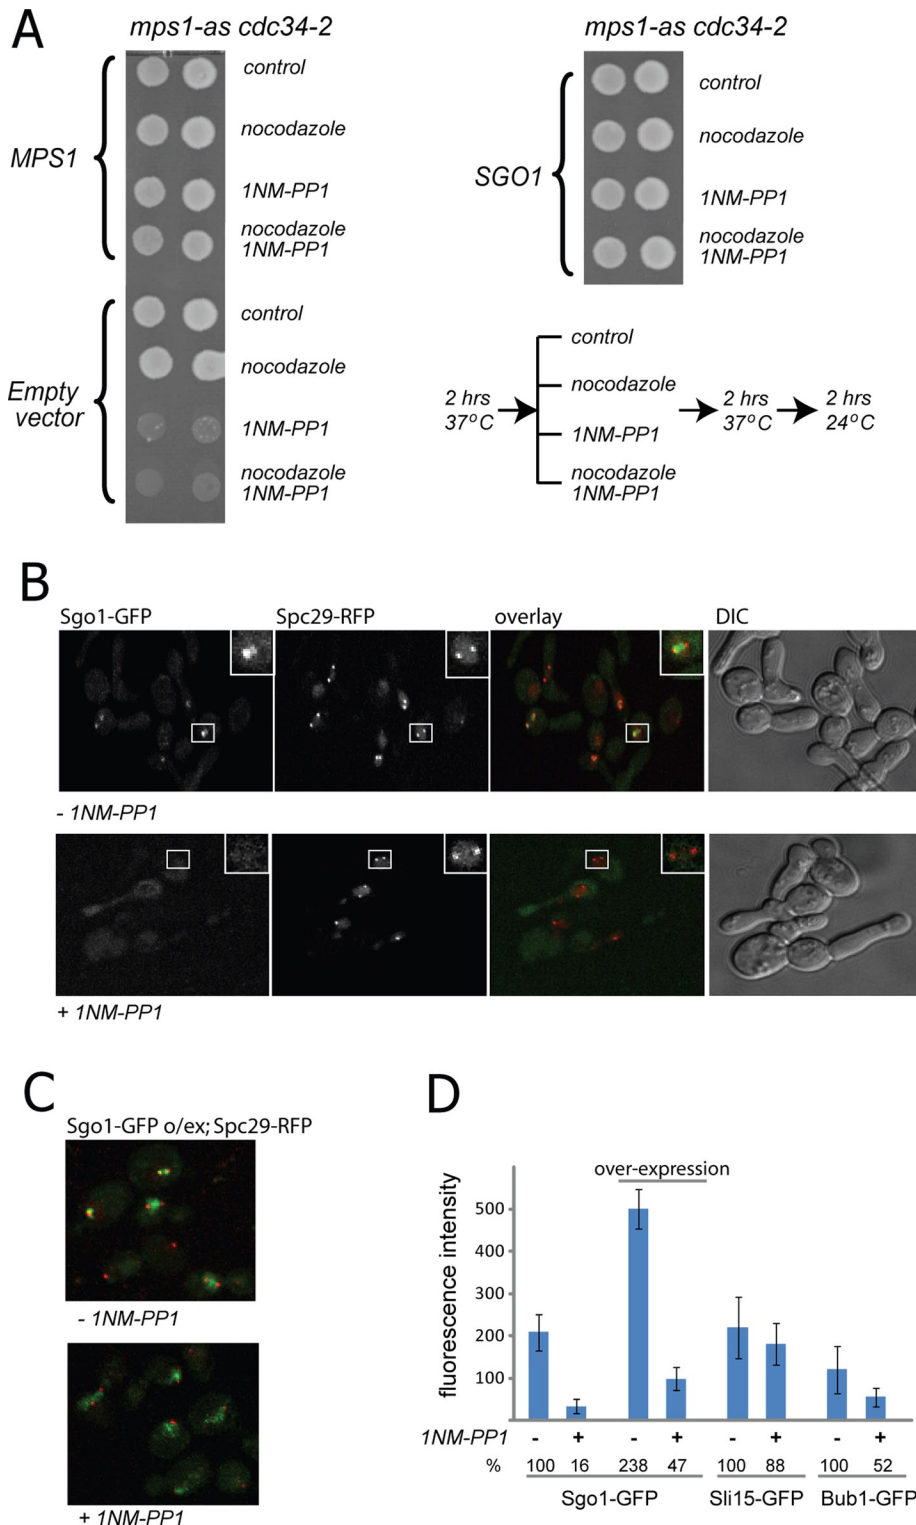 A
mps1-as cdc34-2
MPS1
control
nocodazole
1NM-PP1
nocodazole
1NM-PP1
Empty
vector
control
nocodazole
1NM-PP1
nocodazole
1NM-PP1
mps1-as cdc34-2
SGO1
control
nocodazole
1NM-PP1
nocodazole
1NM-PP1
2 hrs
37°C
control
nocodazole
1NM-PP1
nocodazole
1NM-PP1
2 hrs
37°C
2 hrs
24°C
B
Sgo1-GFP Spc29-RFP overlay DIC
- 1NM-PP1
+ 1NM-PP1
C
Sgo1-GFP o/ex; Spc29-RFP
- 1NM-PP1
+ 1NM-PP1
D
over-expression
fluorescence intensity
500
400
300
200
100
1NM-PP1 - + - + - + - +
% 100 16 238 47 100 88 100 52
Sgo1-GFP Sli15-GFP Bub1-GFP